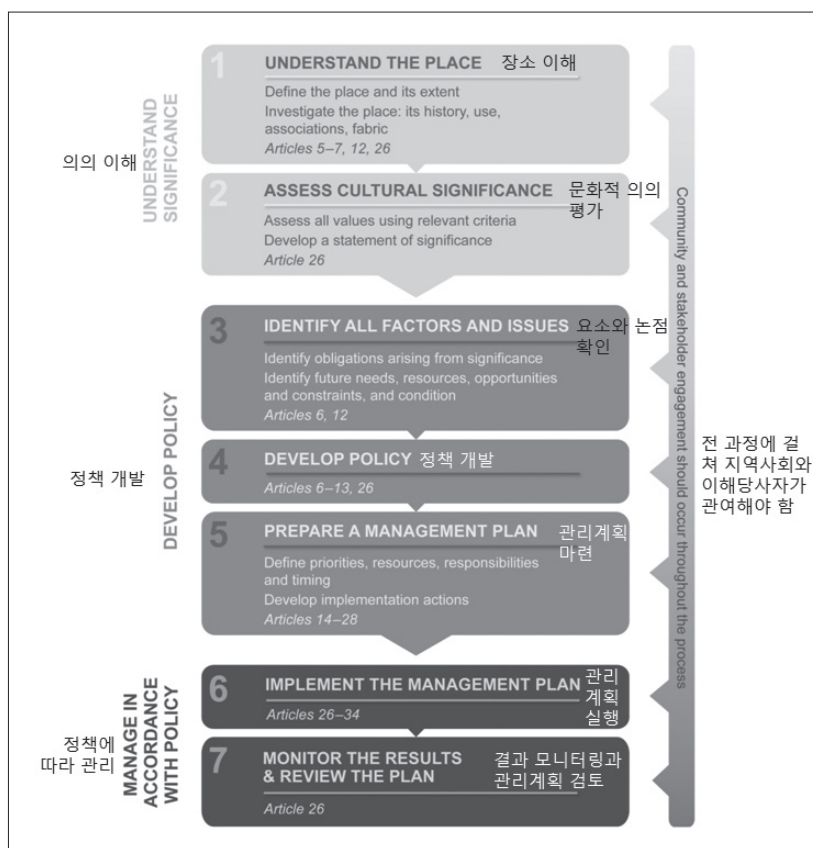 의의 이해
UNDERSTAND
SIGNIFICANCE
1
UNDERSTAND THE PLACE 장소 이해
Define the place and its extent
Investigate the place: its history, use,
associations, fabric
Articles 5–7, 12, 26
2
ASSESS CULTURAL SIGNIFICANCE 문화적 의의
평가
Assess all values using relevant criteria
Develop a statement of significance
Article 26
정책 개발
DEVELOP POLICY
3
IDENTIFY ALL FACTORS AND ISSUES 요소와 논점
확인
Identify obligations arising from significance
Identify future needs, resources, opportunities
and constraints, and condition
Articles 6, 12
4
DEVELOP POLICY 정책 개발
Articles 6–13, 26
5
PREPARE A MANAGEMENT PLAN 관리계획
마련
Define priorities, resources, responsibilities
and timing
Develop implementation actions
Articles 14–28
정책에
따라 관리
MANAGE IN
ACCORDANCE
WITH POLICY
6
IMPLEMENT THE MANAGEMENT PLAN 관리
계획
실행
Articles 26–34
7
MONITOR THE RESULTS
& REVIEW THE PLAN
결과 모니터링과
관리계획 검토
Article 26
Community and stakeholder engagement should occur throughout the process
전 과정에 걸
쳐 지역사회와
이해당사자가
관여해야 함